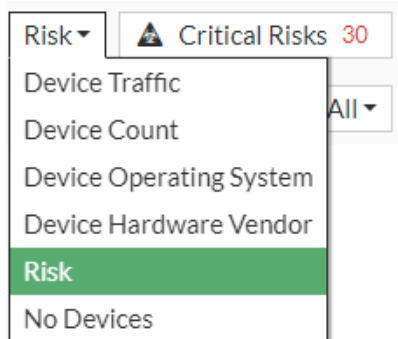 Risk
Critical Risks 30
Device Traffic
Device Count
All
Device Operating System
Device Hardware Vendor
Risk
No Devices